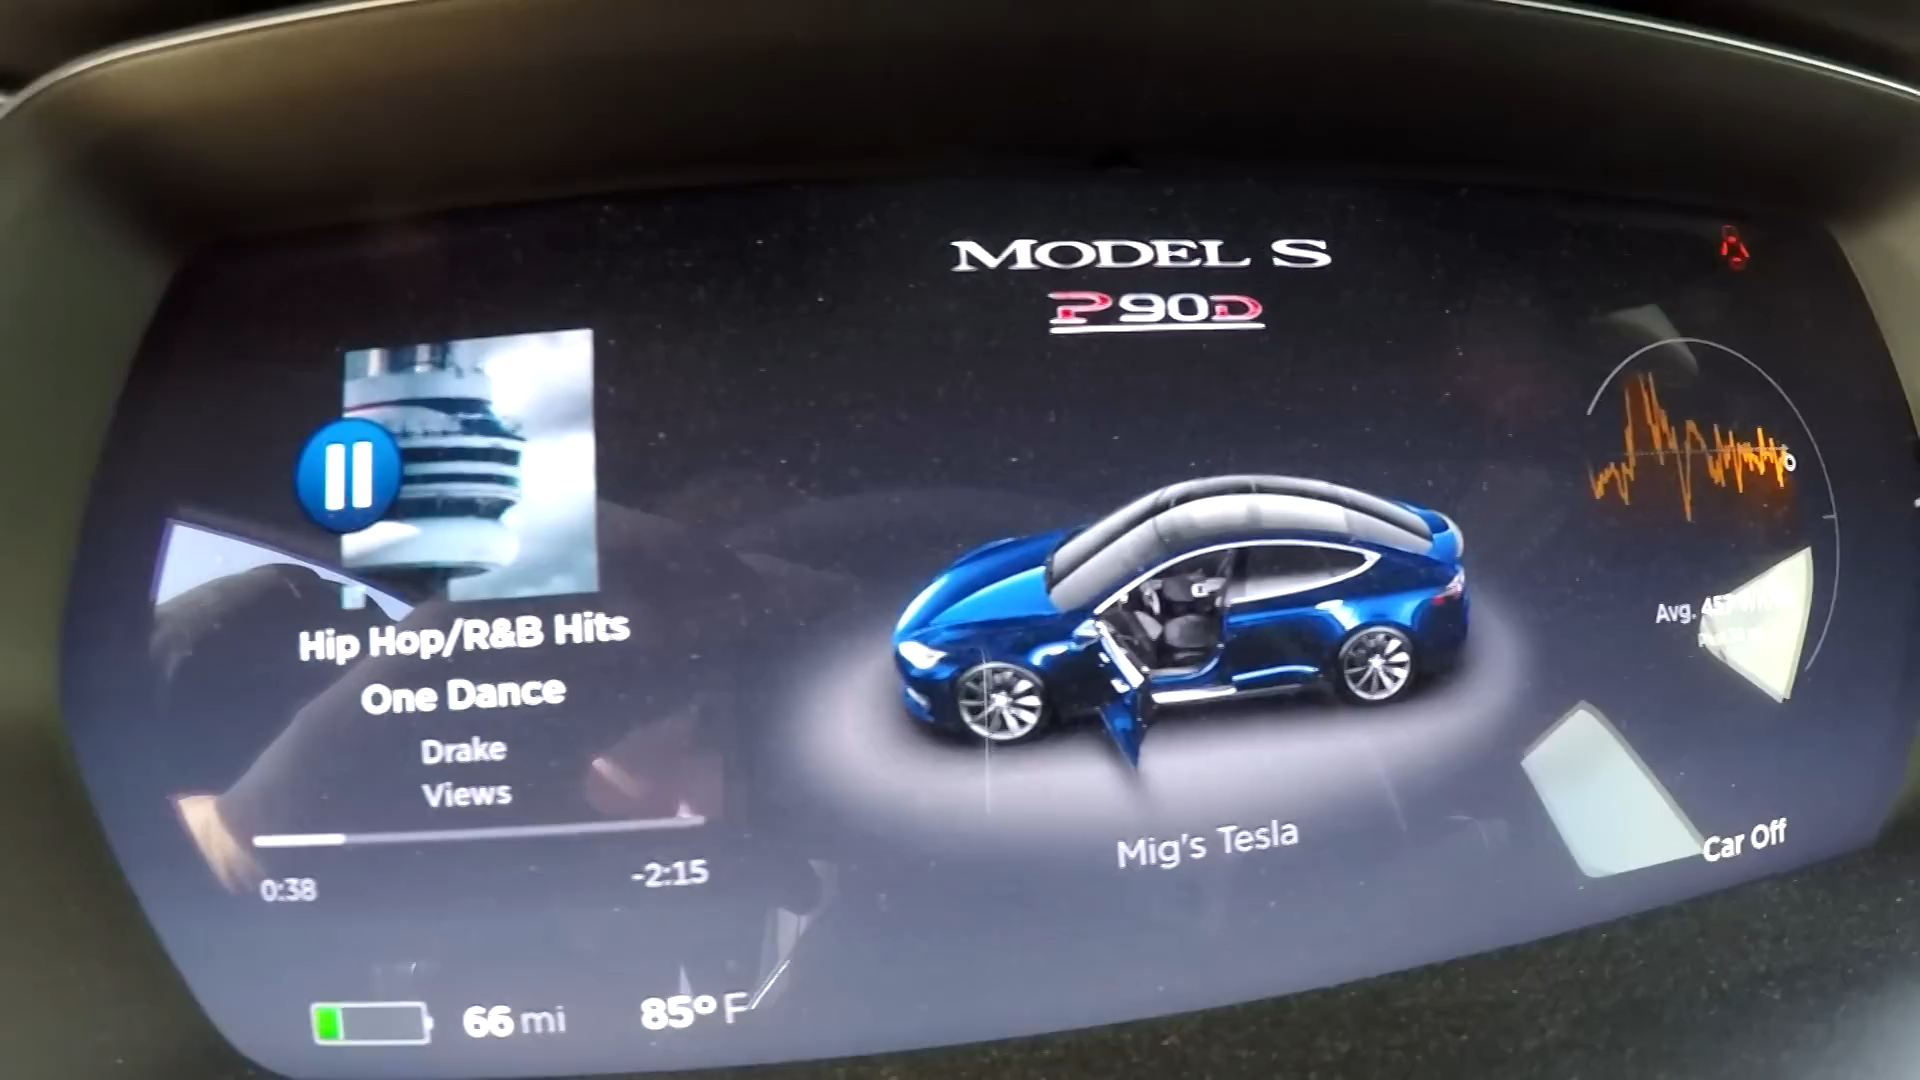 MODEL S
P90D
Hip Hop/R&B Hits
One Dance
Drake
Views
0:38
-2:15
Avg.
Mig's Tesla
Car Off
66 mi
85° F